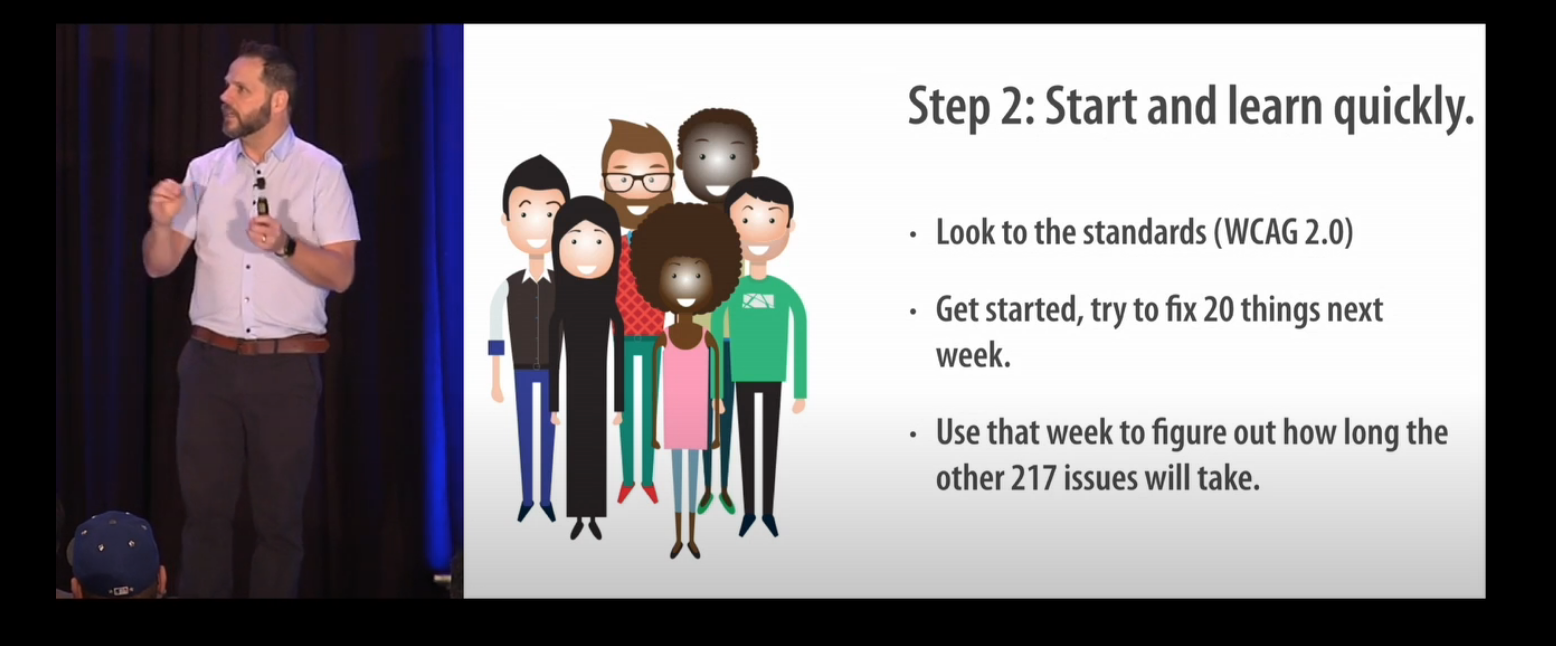 Step 2: Start and learn quickly.
· Look to the standards (WCAG 2.0)
· Get started, try to fix 20 things next
week.
· Use that week to figure out how long the
other 217 issues will take.